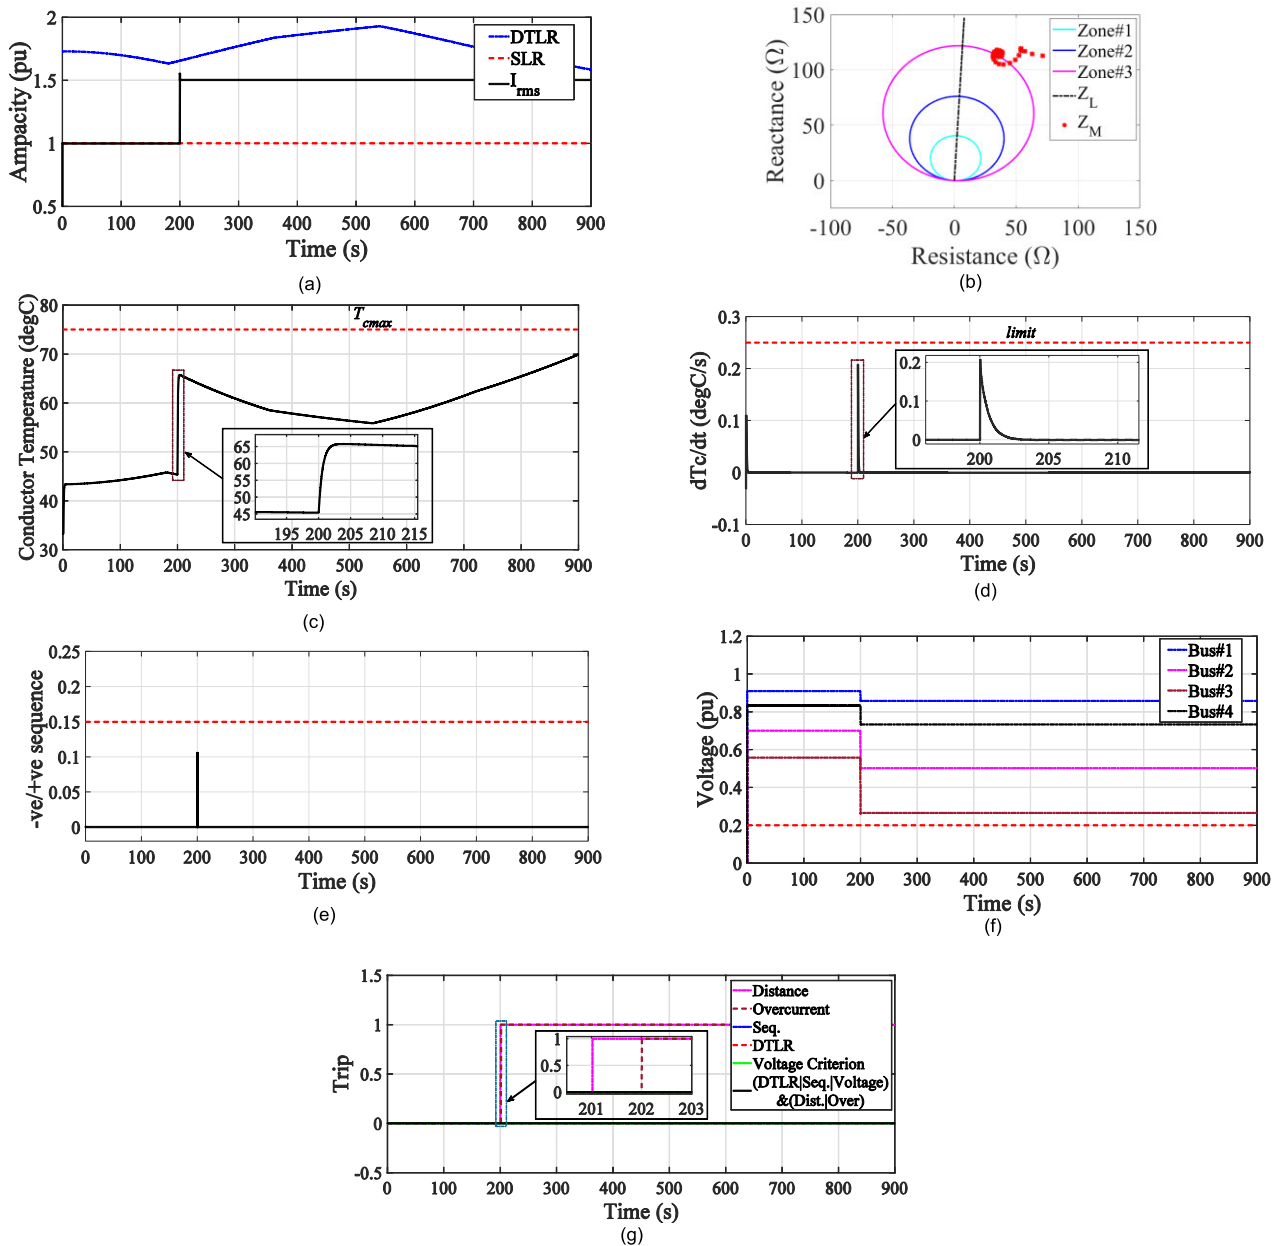 2
1.5
1
0.5
Ampacity (pu)
DTLR
SLR
I rms
0 100 200 300 400 500 600 700 800 900
Time (s)
(a)
150
100
50
0
Reactance (Ω)
Zone#1
Zone#2
Zone#3
Z_L
Z_M
-100 -50 0 50 100 150
Resistance (Ω)
(b)
80
70
60
50
40
30
Conductor Temperature (degC)
T cmax
65
60
55
50
45
195 200 205 210 215
0 100 200 300 400 500 600 700 800 900
Time (s)
(c)
0.3
0.2
0.1
0
-0.1
dTc/dt (degC/s)
limit
0.2
0.1
0
200 205 210
0 100 200 300 400 500 600 700 800 900
Time (s)
(d)
0.25
0.2
0.15
0.1
0.05
0
-ve/+ve sequence
0 100 200 300 400 500 600 700 800 900
Time (s)
(e)
1.2
1
0.8
0.6
0.4
0.2
0
Voltage (pu)
Bus#1
Bus#2
Bus#3
Bus#4
0 100 200 300 400 500 600 700 800 900
Time (s)
(f)
1.5
1
0.5
0
-0.5
Trip
Distance
Overcurrent
Seq.
DTLR
Voltage Criterion
(DTLR|Seq.|Voltage)
&(Dist.|Over)
1
0.5
0
201 202 203
0 100 200 300 400 500 600 700 800 900
Time (s)
(g)